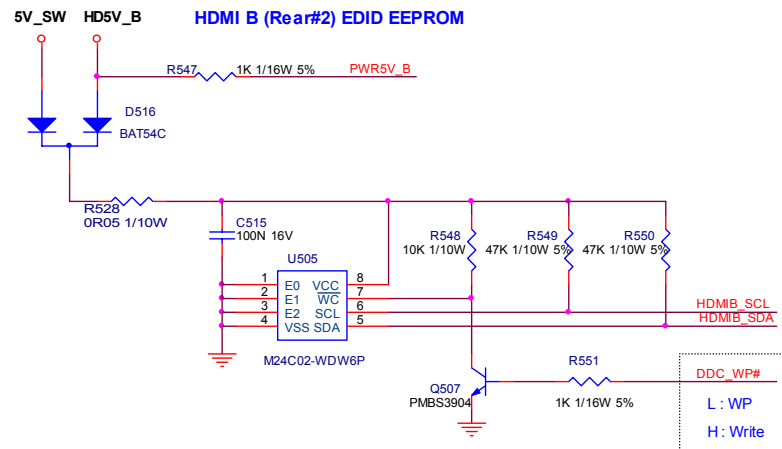 5V_SW HD5V_B HDMI B (Rear#2) EDID EEPROM
R547 1K 1/16W 5% PWR5V_B
D516
BAT54C
R528
0R05 1/10W
C515
100N 16V
R548
10K 1/10W
R549
47K 1/10W 5%
R550
47K 1/10W 5%
U505
1 E0 VCC 8
2 E1 WC 7
3 E2 SCL 6
4 VSS SDA 5
M24C02-WDW6P
HDMIB_SCL
HDMIB_SDA
Q507
PMBS3904
R551
1K 1/16W 5%
DDC_WP#
L : WP
H : Write